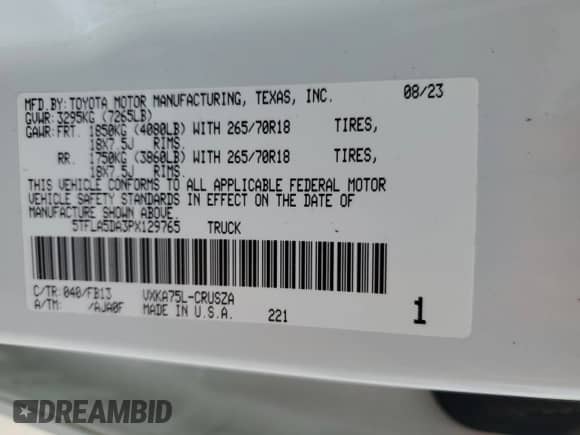 MFD.BY:TOYOTA MOTOR MANUFACTURING, TEXAS, INC. 08/23
GVWR:3295KG (7265LB)
GAWR:FRT. 1850KG (4080LB) WITH 265/70R18 TIRES,
18X7.5J RIMS.
RR. 1750KG (3860LB) WITH 265/70R18 TIRES,
18X7.5J RIMS.
THIS VEHICLE CONFORMS TO ALL APPLICABLE FEDERAL MOTOR
VEHICLE SAFETY STANDARDS IN EFFECT ON THE DATE OF
MANUFACTURE SHOWN ABOVE.
5TFLA5DA3PX129765 TRUCK
C/TR:040/FB13 VXKA75L-CRUSZA
A/TM: /AJA0F MADE IN U.S.A. 221 1
DREAMBID